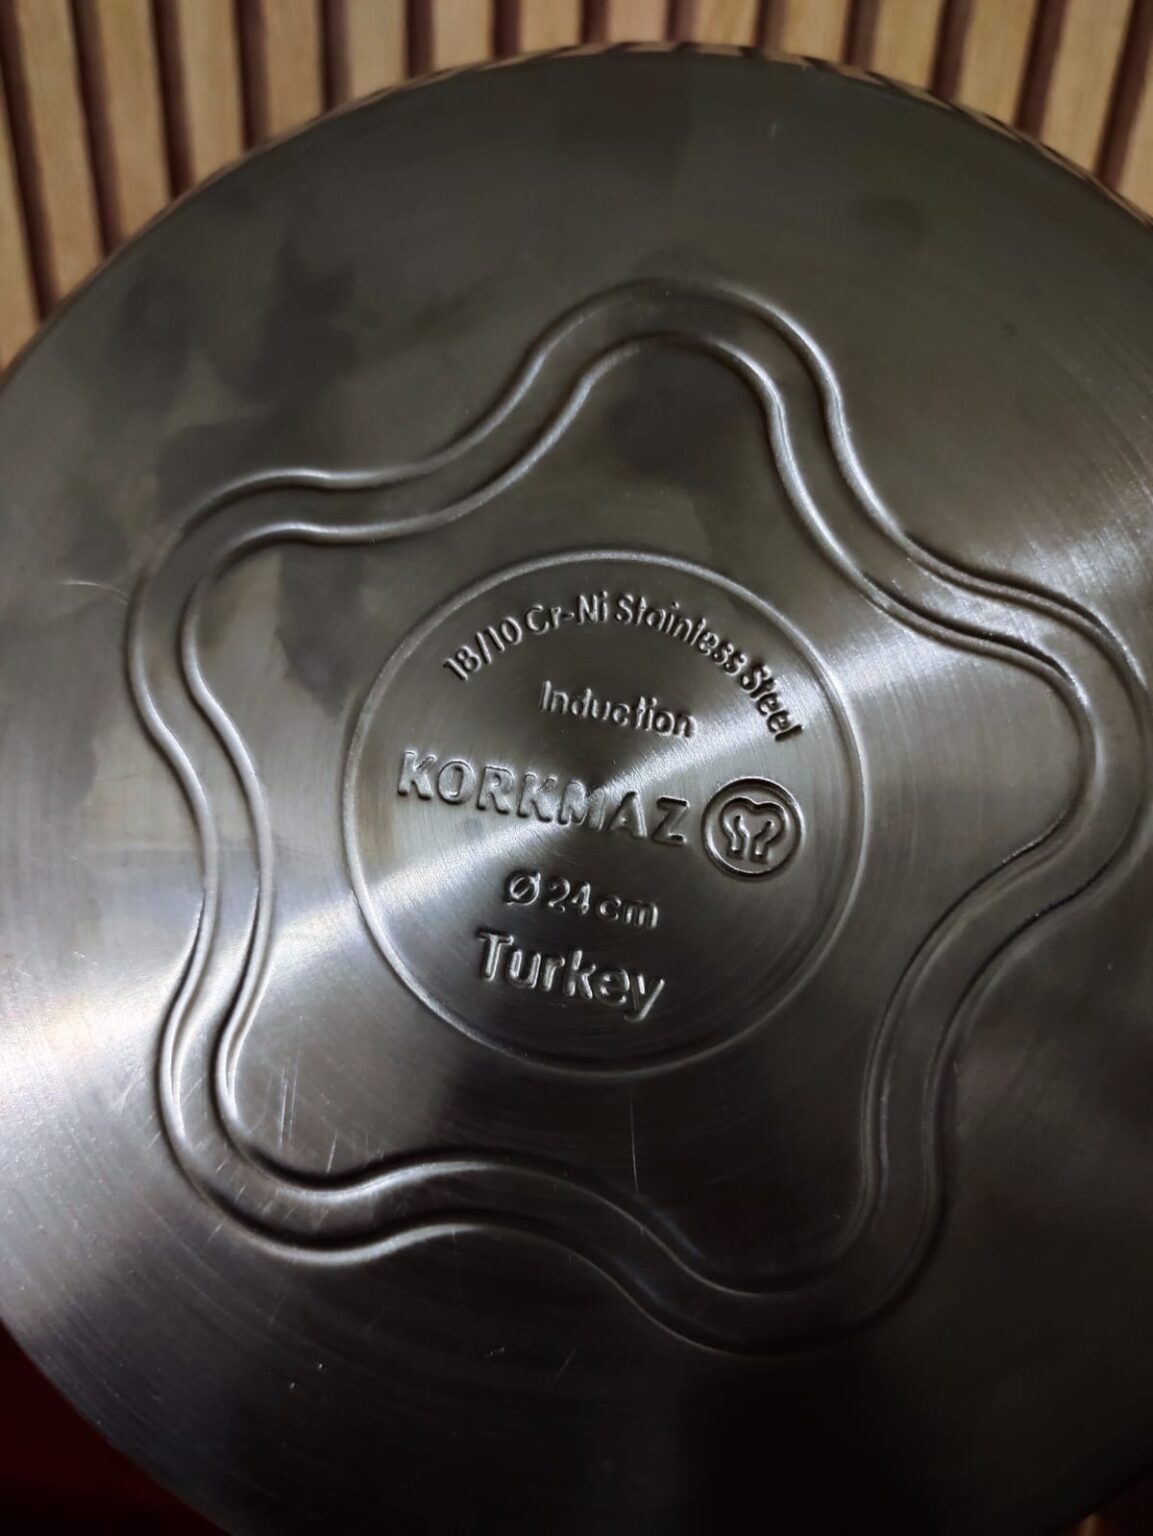 18/10 Cr-Ni Stainless Steel
Induction
KORKMAZ
Ø 24 cm
Turkey